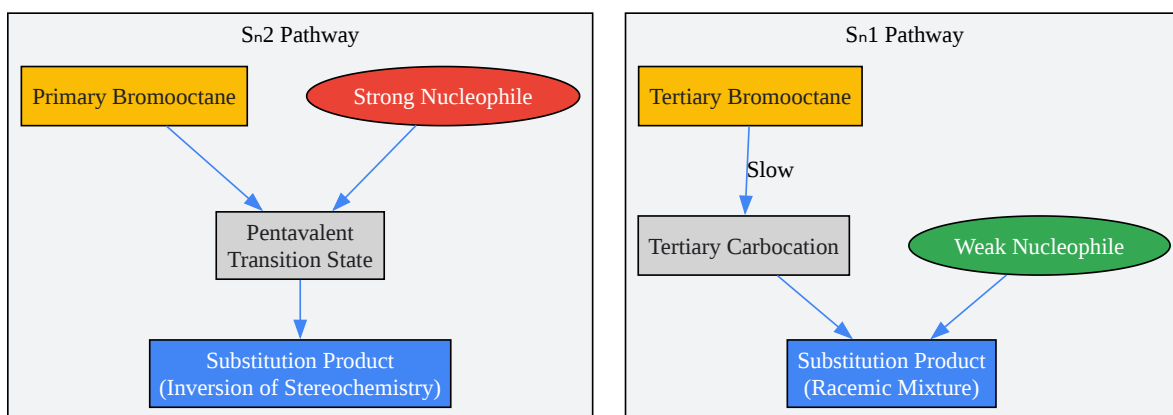 Sₙ2 Pathway
Primary Bromooctane
Strong Nucleophile
Pentavalent
Transition State
Substitution Product
(Inversion of Stereochemistry)
Sₙ1 Pathway
Tertiary Bromooctane
Slow
Tertiary Carbocation
Weak Nucleophile
Substitution Product
(Racemic Mixture)